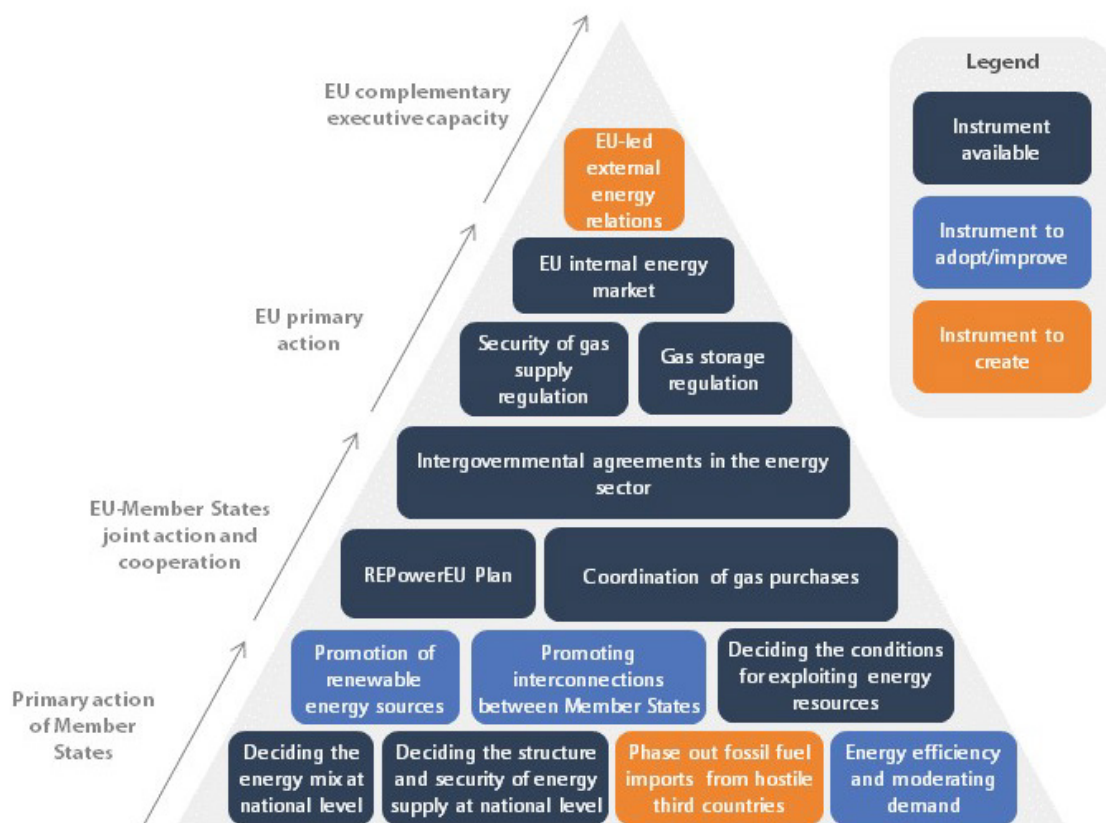 EU complementary
executive capacity
EU primary
action
EU-Member States
joint action and
cooperation
Primary action
of Member
States
EU-led
external
energy
relations
EU internal energy
market
Security of gas
supply
regulation
Gas storage
regulation
Intergovernmental agreements in the energy
sector
REPowerEU Plan
Coordination of gas purchases
Promotion of
renewable
energy sources
Promoting
interconnections
between Member States
Deciding the conditions
for exploiting energy
resources
Deciding the
energy mix at
national level
Deciding the structure
and security of energy
supply at national level
Phase out fossil fuel
imports from hostile
third countries
Energy efficiency
and moderating
demand
Legend
Instrument
available
Instrument to
adopt/improve
Instrument to
create